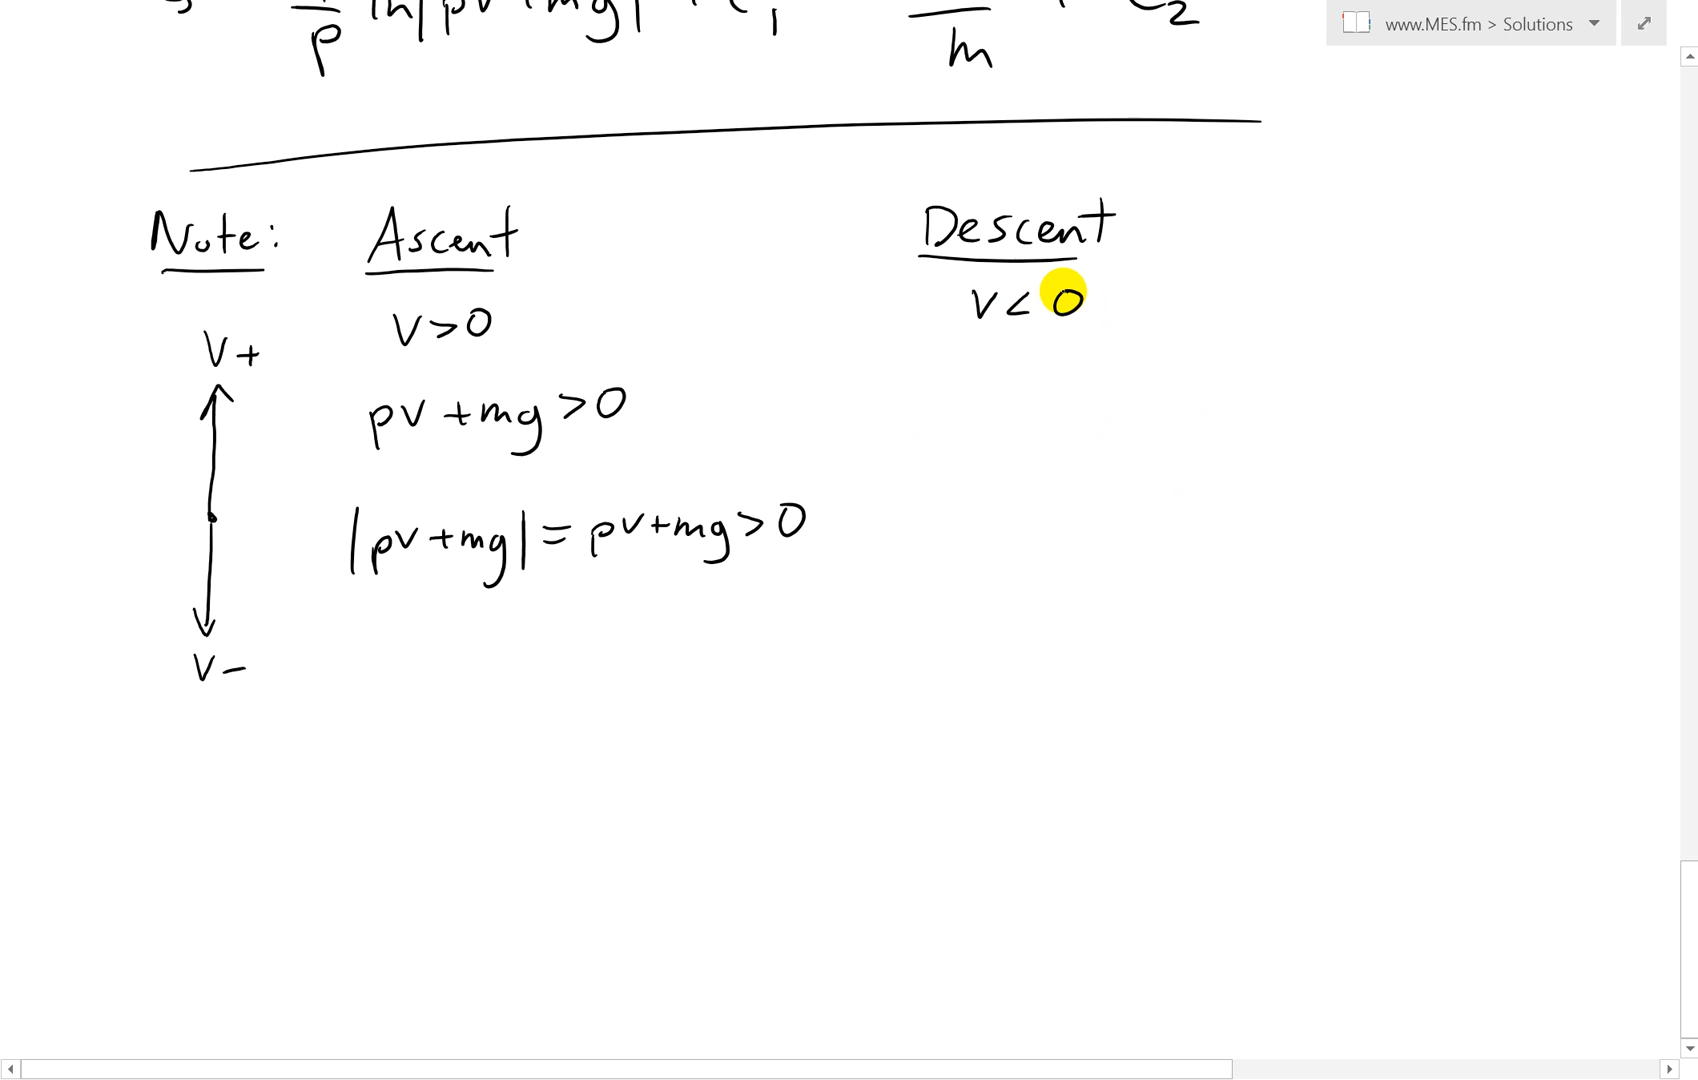 www.MES.fm > Solutions
p m
Note: Ascent Descent
v > 0 v < 0
v +
pv + mg > 0
|pv + mg| = pv + mg > 0
v -